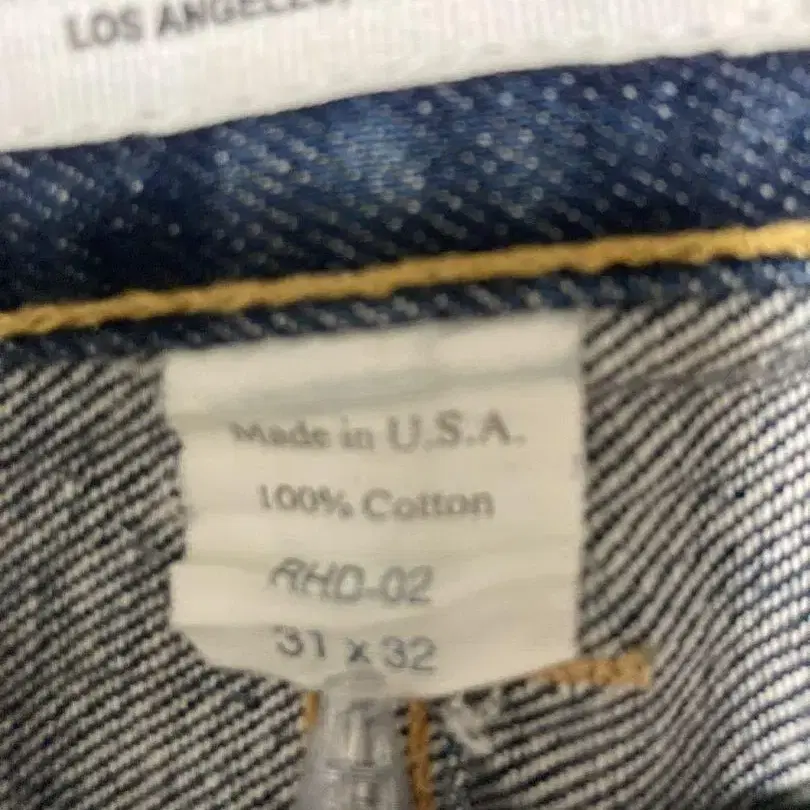 LOS ANGELES,
Made in U.S.A.
100% Cotton
RHD-02
31 x 32